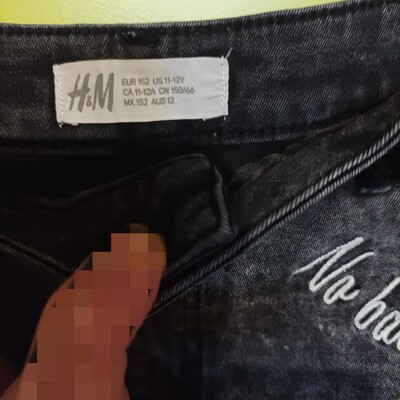 H&M
EUR 152 US 11-12Y
CA 11-12A CN 150/66
MX 152 AUS 12
No